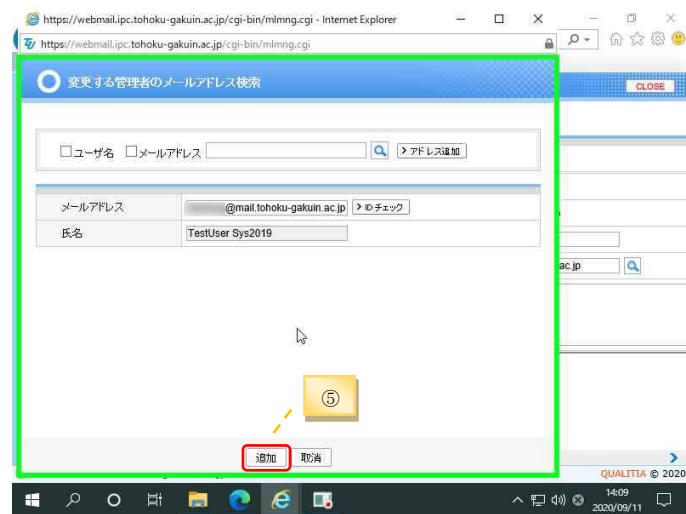 https://webmail.ipc.tohoku-gakuin.ac.jp/cgi-bin/mlmng.cgi - Internet Explorer
https://webmail.ipc.tohoku-gakuin.ac.jp/cgi-bin/mlmng.cgi
変更する管理者のメールアドレス検索
CLOSE
ユーザ名 メールアドレス > アドレス追加
メールアドレス @mail.tohoku-gakuin.ac.jp > IDチェック
氏名 TestUser Sys2019
ac.jp
⑤
追加 取消
QUALITIA © 2020
14:09
2020/09/11